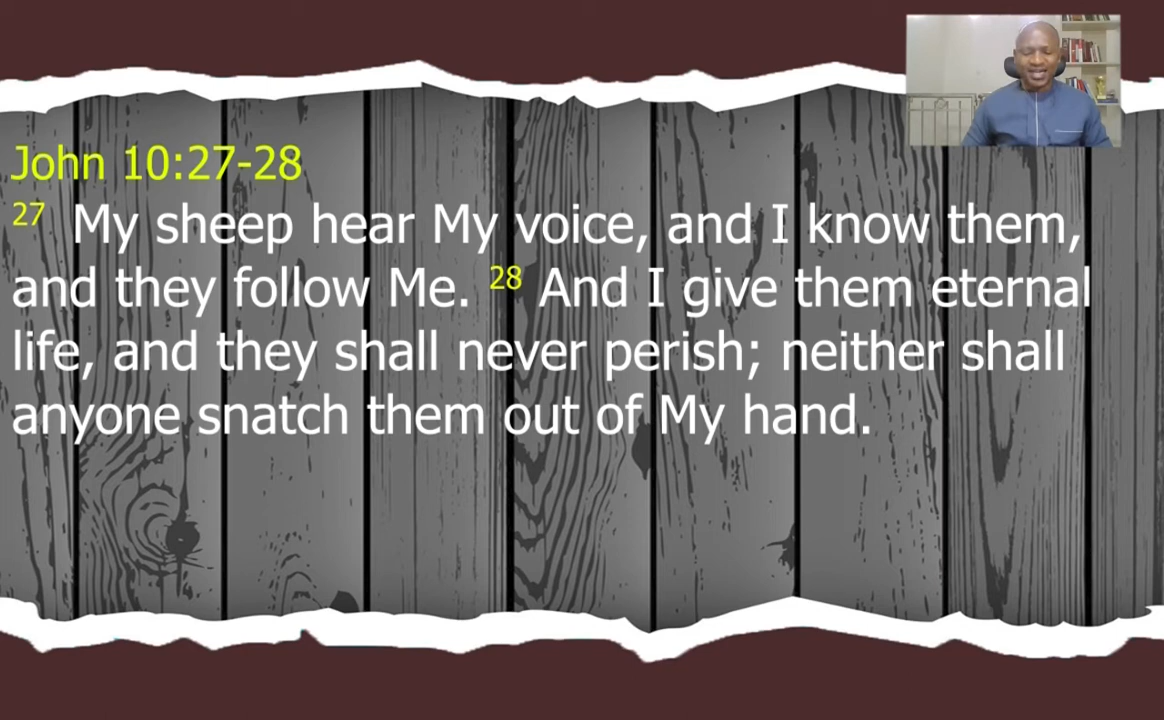 John 10:27-28
27 My sheep hear My voice, and I know them,
and they follow Me. 28 And I give them eternal
life, and they shall never perish; neither shall
anyone snatch them out of My hand.